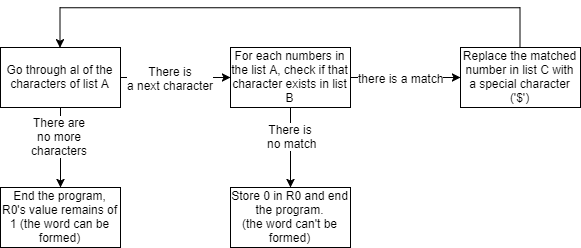 Go through al of the
characters of list A
There is
a next character
For each numbers in
the list A, check if that
character exists in list
B
there is a match
Replace the matched
number in list C with
a special character
('$')
There are
no more
characters
There is
no match
End the program,
R0's value remains of
1 (the word can be
formed)
Store 0 in R0 and end
the program.
(the word can't be
formed)